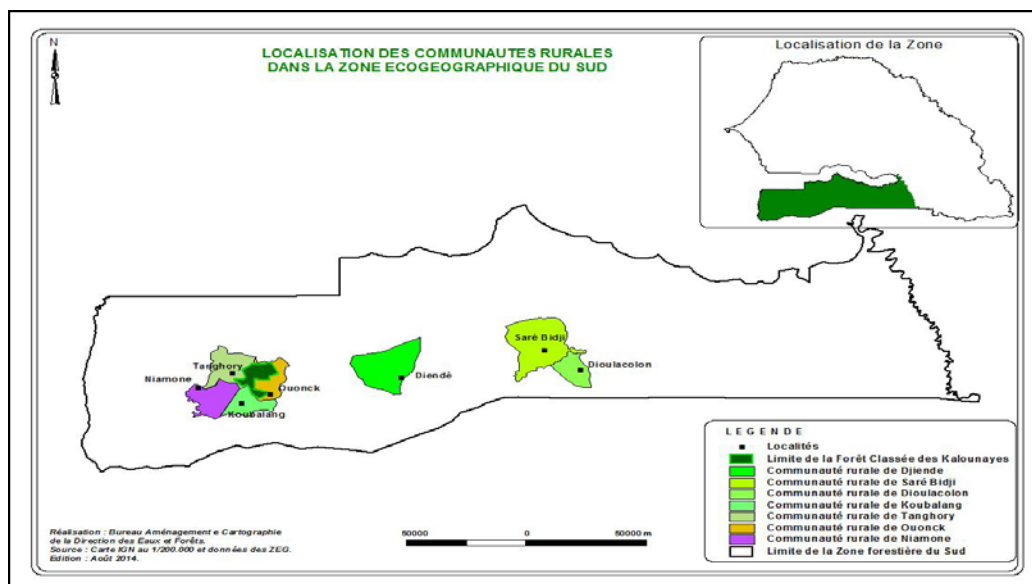 N
LOCALISATION DES COMMUNAUTES RURALES
DANS LA ZONE ECOGEOGRAPHIQUE DU SUD
Localisation de la Zone
Saré Bidji
Dioulacolon
Tanghory
Niamone
Diendé
Ouonck
Koubalang
LEGENDE
Localités
Limite de la Forêt Classée des Kalounayes
Communauté rurale de Djiende
Communauté rurale de Saré Bidji
Communauté rurale de Dioulacolon
Communauté rurale de Koubalang
Communauté rurale de Tanghory
Communauté rurale de Ouonck
Communauté rurale de Niamone
Limite de la Zone forestière du Sud
Réalisation : Bureau Aménagement e Cartographie
de la Direction des Eaux et Forêts.
Source : Carte IGN au 1/200.000 et données des ZEG.
Edition : Août 2014.
50000 0 50000 m